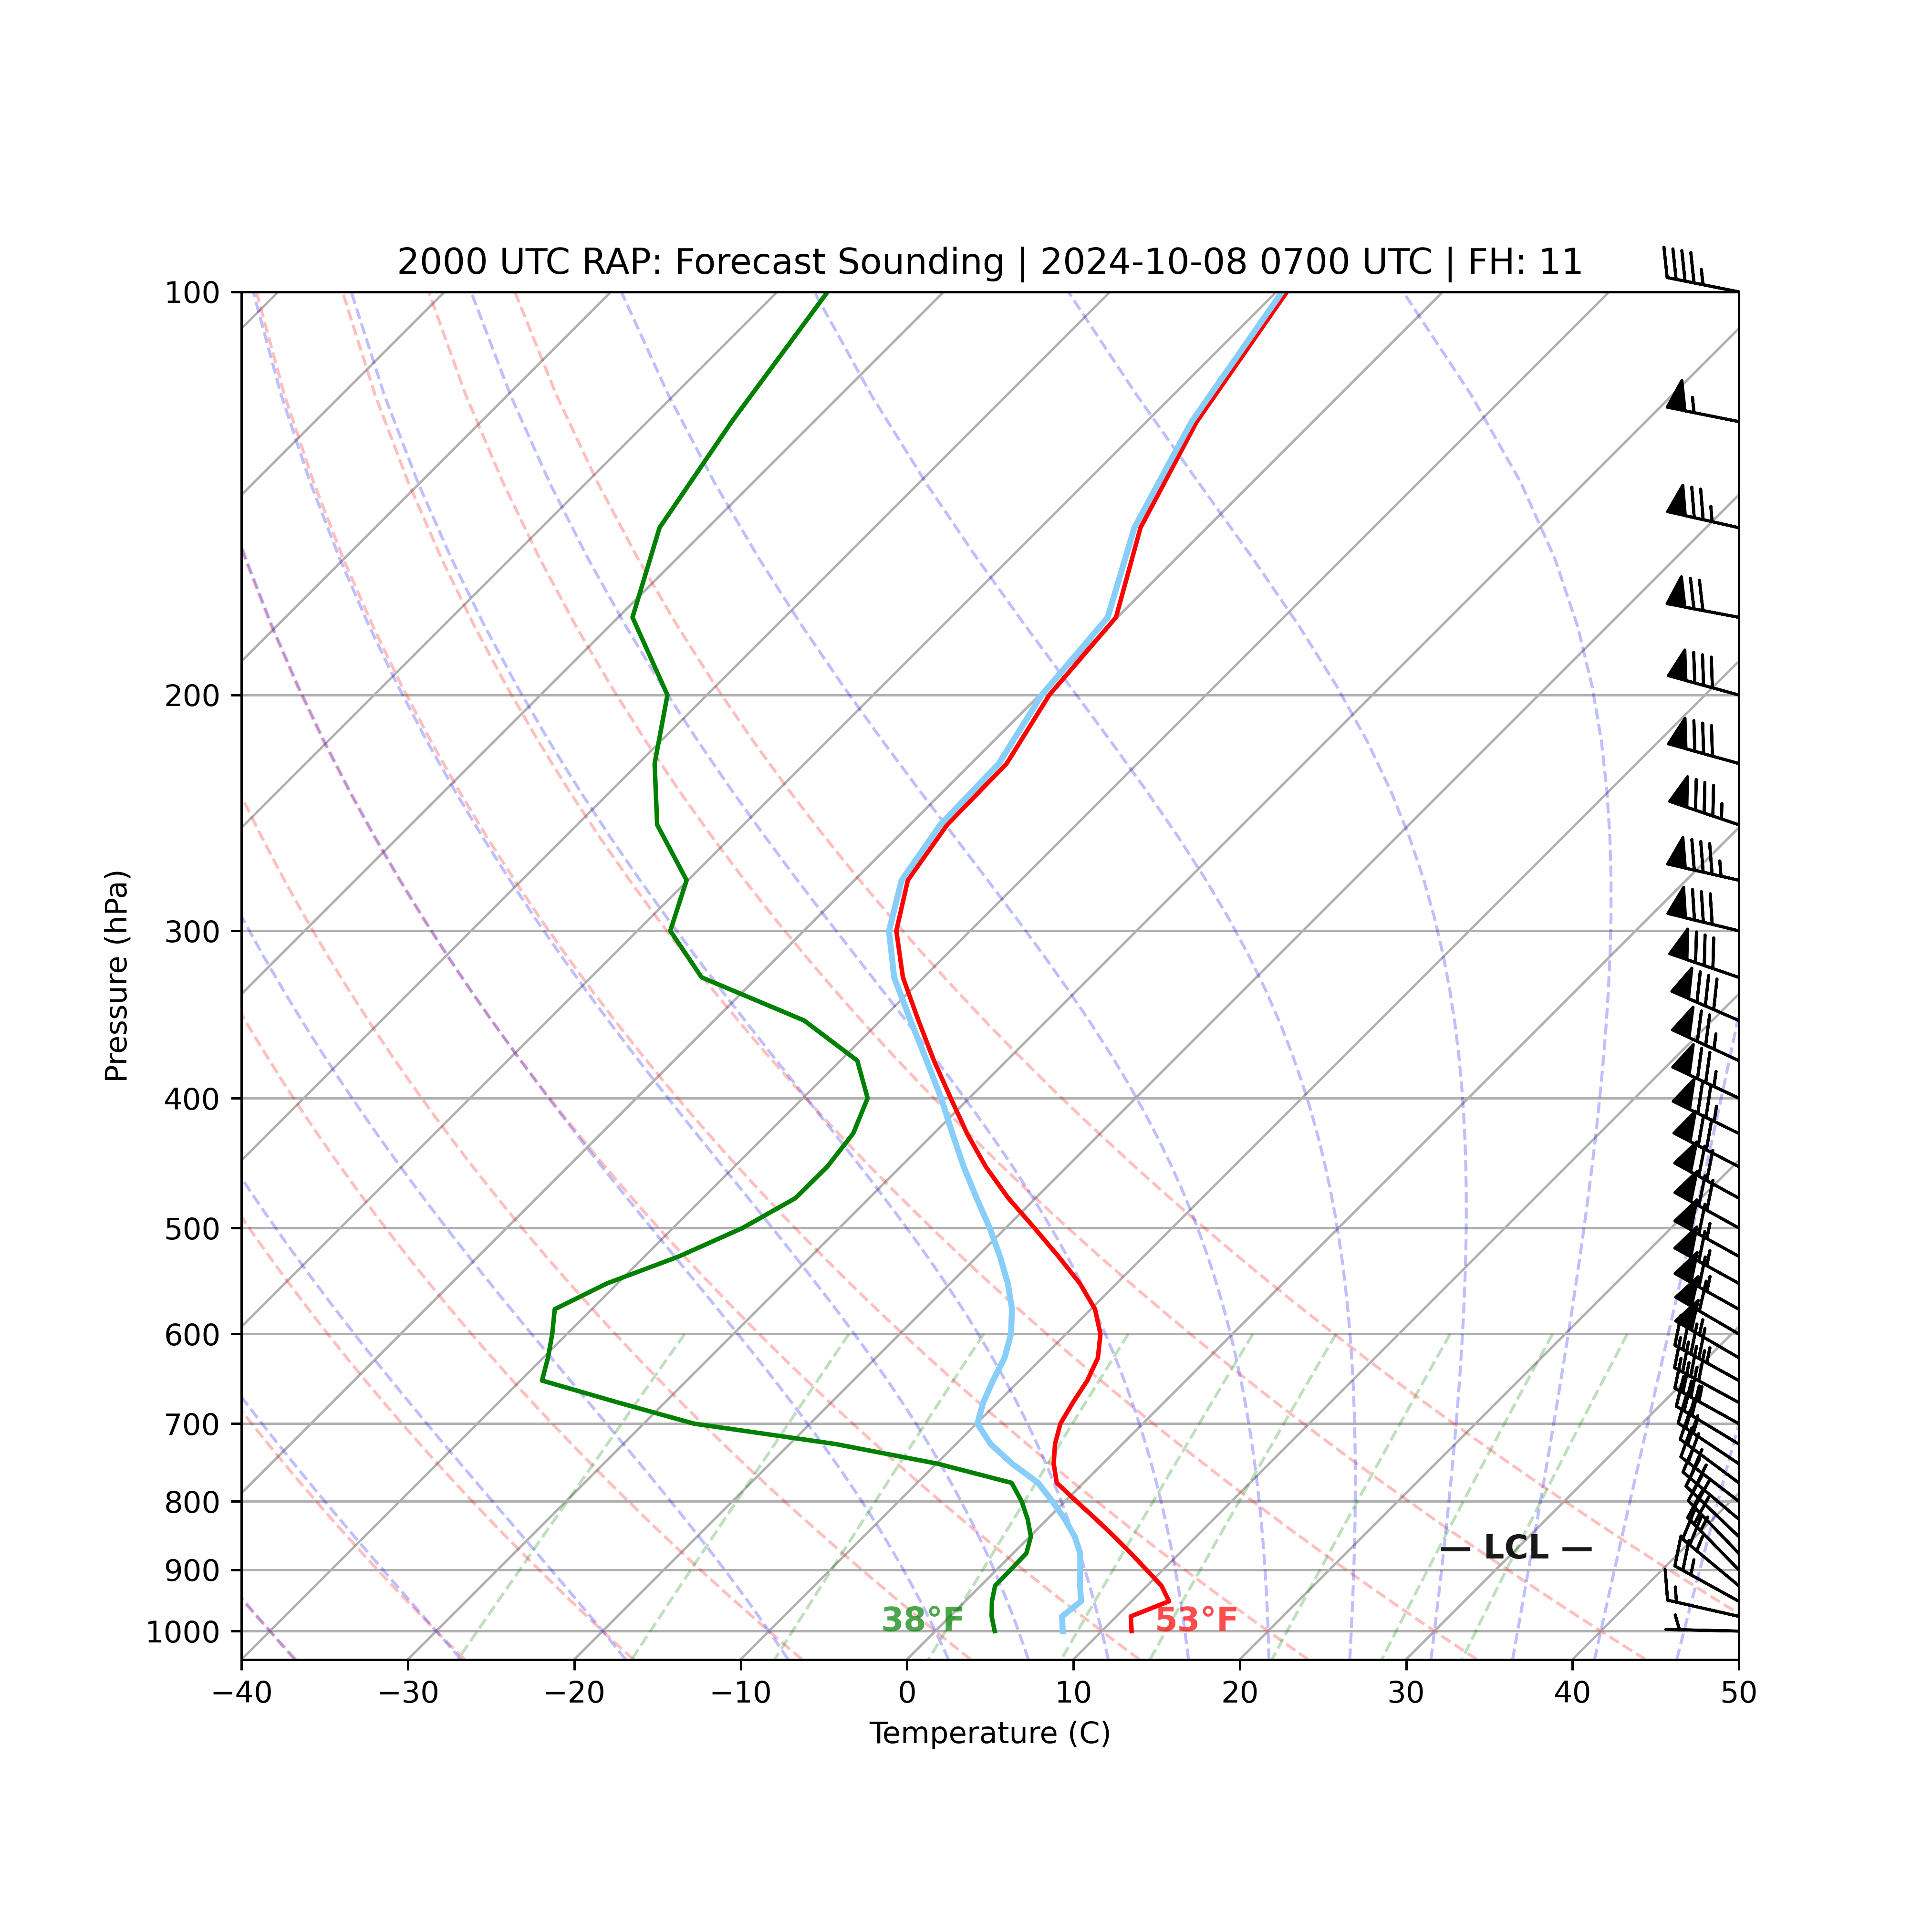 2000 UTC RAP: Forecast Sounding | 2024-10-08 0700 UTC | FH: 11
100
200
300
400
500
600
700
800
900
1000
Pressure (hPa)
— LCL —
38°F
53°F
−40 −30 −20 −10 0 10 20 30 40 50
Temperature (C)